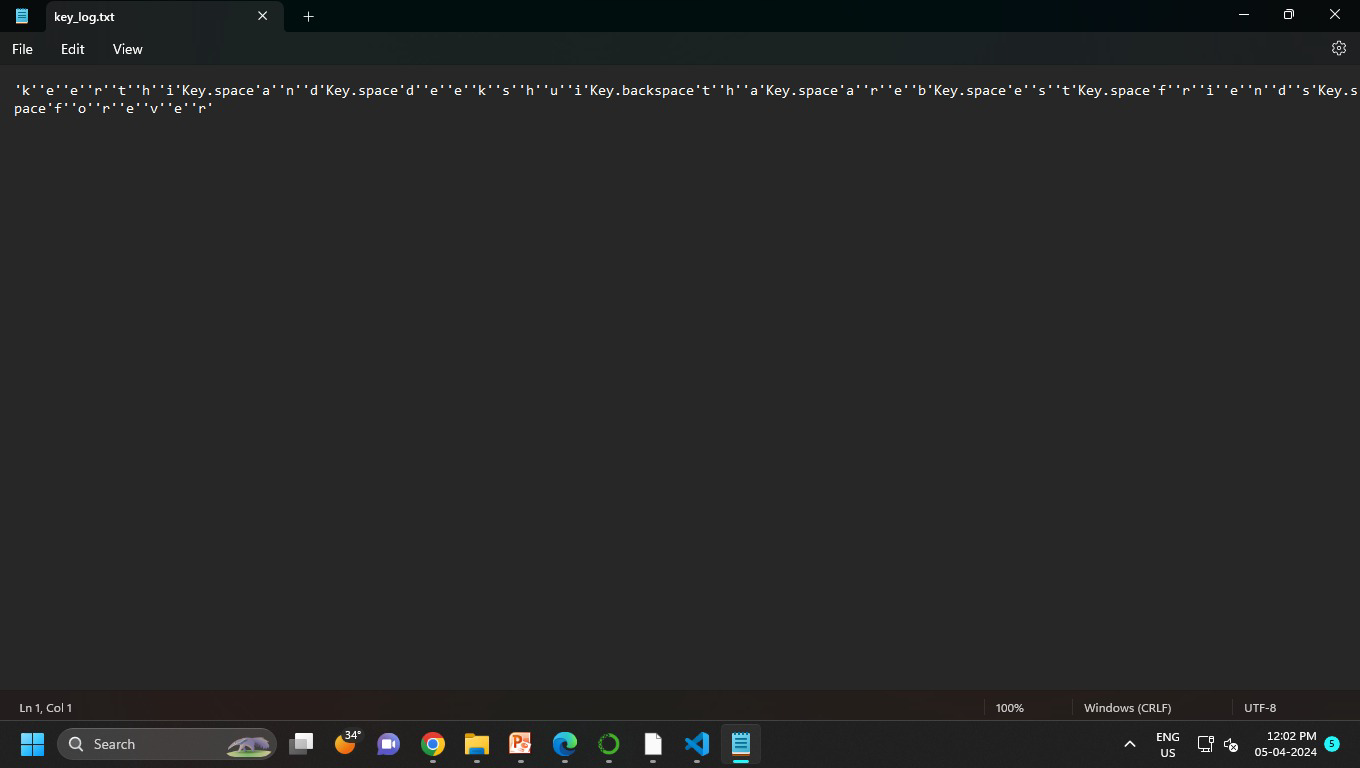 key_log.txt
File Edit View
'k''e''e''r''t''h''i'Key.space'a''n''d'Key.space'd''e''e''k''s''h''u''i'Key.backspace't''h''a'Key.space'a''r''e''b'Key.space'e''s''t'Key.space'f''r''i''e''n''d''s'Key.s
pace'f''o''r''e''v''e''r'
Ln 1, Col 1 100% Windows (CRLF) UTF-8
Search 34° ENG 12:02 PM
US 05-04-2024 5